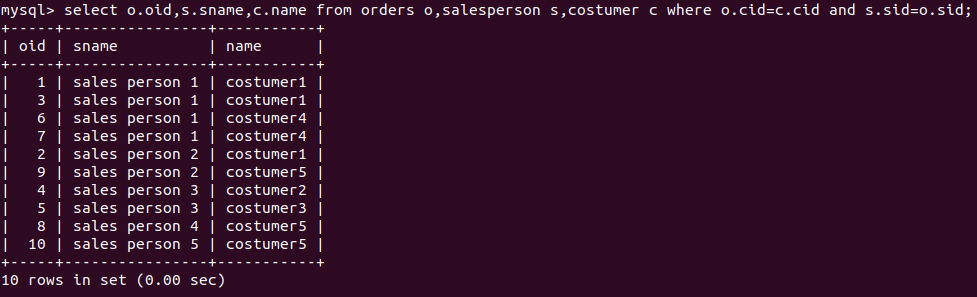 mysql> select o.oid,s.sname,c.name from orders o,salesperson s,costumer c where o.cid=c.cid and s.sid=o.sid;
+-----+----------------+-----------+
| oid | sname          | name      |
+-----+----------------+-----------+
|   1 | sales person 1 | costumer1 |
|   3 | sales person 1 | costumer1 |
|   6 | sales person 1 | costumer4 |
|   7 | sales person 1 | costumer4 |
|   2 | sales person 2 | costumer1 |
|   9 | sales person 2 | costumer5 |
|   4 | sales person 3 | costumer2 |
|   5 | sales person 3 | costumer3 |
|   8 | sales person 4 | costumer5 |
|  10 | sales person 5 | costumer5 |
+-----+----------------+-----------+
10 rows in set (0.00 sec)